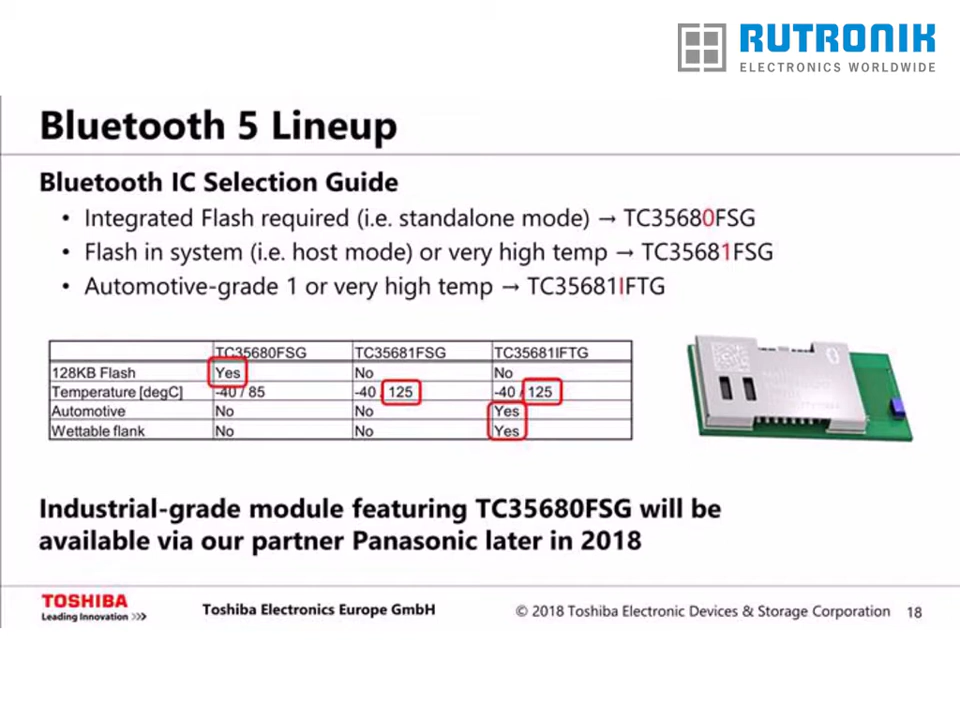 RUTRONIK
ELECTRONICS WORLDWIDE
Bluetooth 5 Lineup
Bluetooth IC Selection Guide
• Integrated Flash required (i.e. standalone mode) → TC35680FSG
• Flash in system (i.e. host mode) or very high temp → TC35681FSG
• Automotive-grade 1 or very high temp → TC35681IFTG
TC35680FSG TC35681FSG TC35681IFTG
128KB Flash Yes No No
Temperature [degC] -40 / 85 -40 / 125 -40 / 125
Automotive No No Yes
Wettable flank No No Yes
Industrial-grade module featuring TC35680FSG will be
available via our partner Panasonic later in 2018
TOSHIBA
Leading Innovation >>>
Toshiba Electronics Europe GmbH
© 2018 Toshiba Electronic Devices & Storage Corporation 18